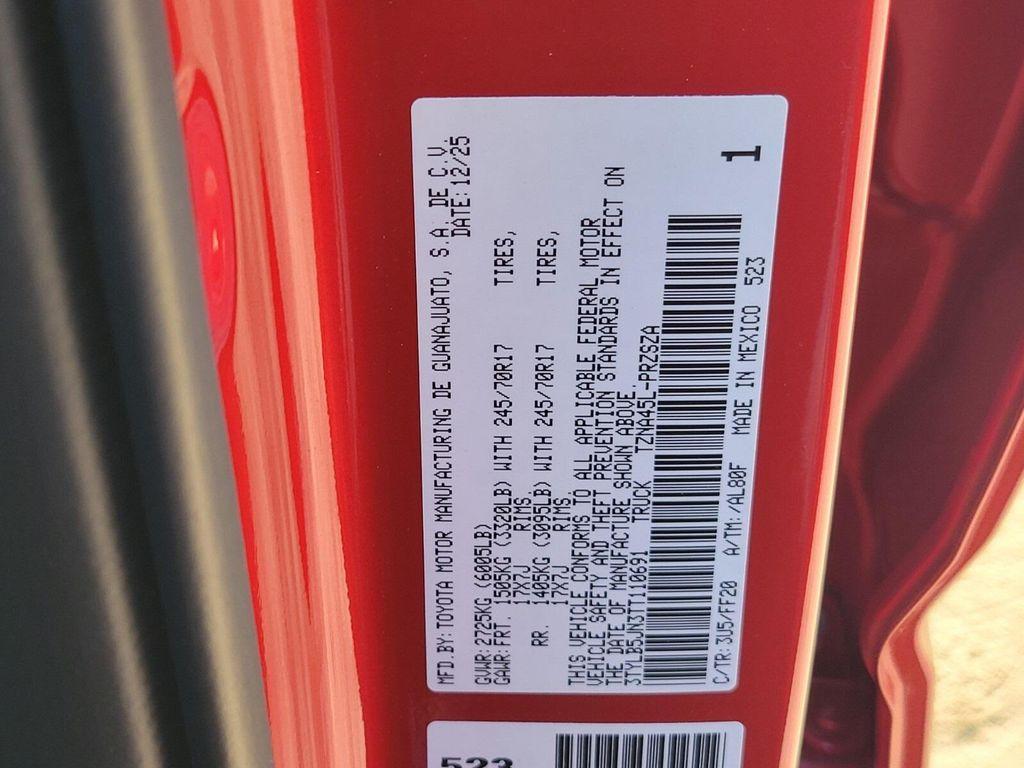 MFD.BY: TOYOTA MOTOR MANUFACTURING DE GUANAJUATO, S.A. DE C.V.
DATE: 12/25
GVWR: 2725KG (6005LB)
GAWR: FRT. 1505KG (3320LB) WITH 245/70R17 TIRES,
17X7J RIMS.
RR. 1405KG (3095LB) WITH 245/70R17 TIRES,
17X7J RIMS.
THIS VEHICLE CONFORMS TO ALL APPLICABLE FEDERAL MOTOR
VEHICLE SAFETY AND THEFT PREVENTION STANDARDS IN EFFECT ON
THE DATE OF MANUFACTURE SHOWN ABOVE.
3TYLB5JN3TT110691 TRUCK TZNA45L-PRZSZA
C/TR: 3U5/FF20 A/TM: /AL80F MADE IN MEXICO 523
1
523